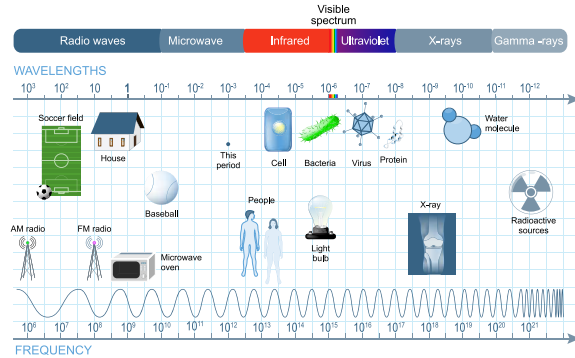 Visible
spectrum
Radio waves Microwave Infrared Ultraviolet X-rays Gamma -rays
WAVELENGTHS
10³ 10² 10¹ 1 10⁻¹ 10⁻² 10⁻³ 10⁻⁴ 10⁻⁵ 10⁻⁶ 10⁻⁷ 10⁻⁸ 10⁻⁹ 10⁻¹⁰ 10⁻¹¹ 10⁻¹²
Soccer field
House
This
period
Cell
Bacteria
Virus
Protein
Water
molecule
Baseball
People
Light
bulb
X-ray
Radioactive
sources
AM radio
FM radio
Microwave
oven
10⁶ 10⁷ 10⁸ 10⁹ 10¹⁰ 10¹¹ 10¹² 10¹³ 10¹⁴ 10¹⁵ 10¹⁶ 10¹⁷ 10¹⁸ 10¹⁹ 10²⁰ 10²¹
FREQUENCY